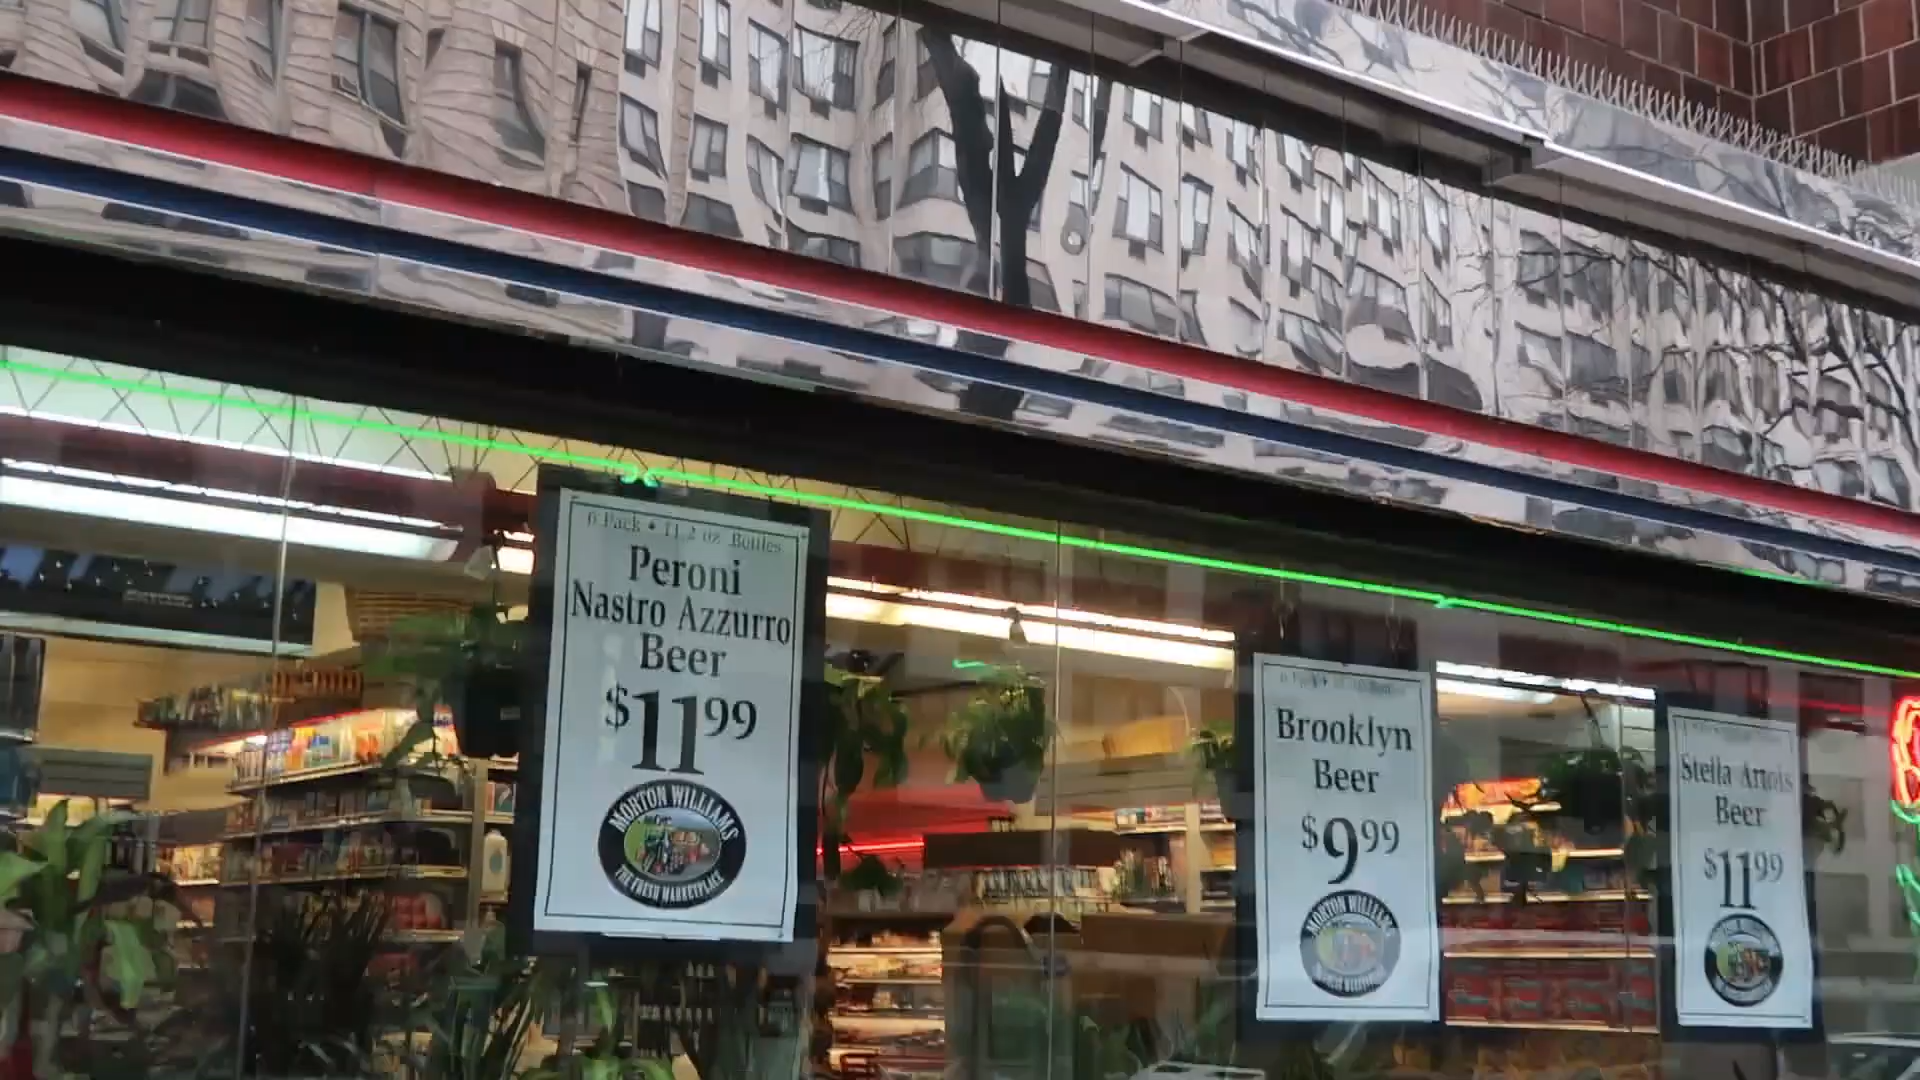 6 Pack • 11.2 oz Bottles
Peroni
Nastro Azzurro
Beer
$11 99
MORTON WILLIAMS
THE FRESH MARKETPLACE
Brooklyn
Beer
$9 99
MORTON WILLIAMS
Stella Artois
Beer
$11 99